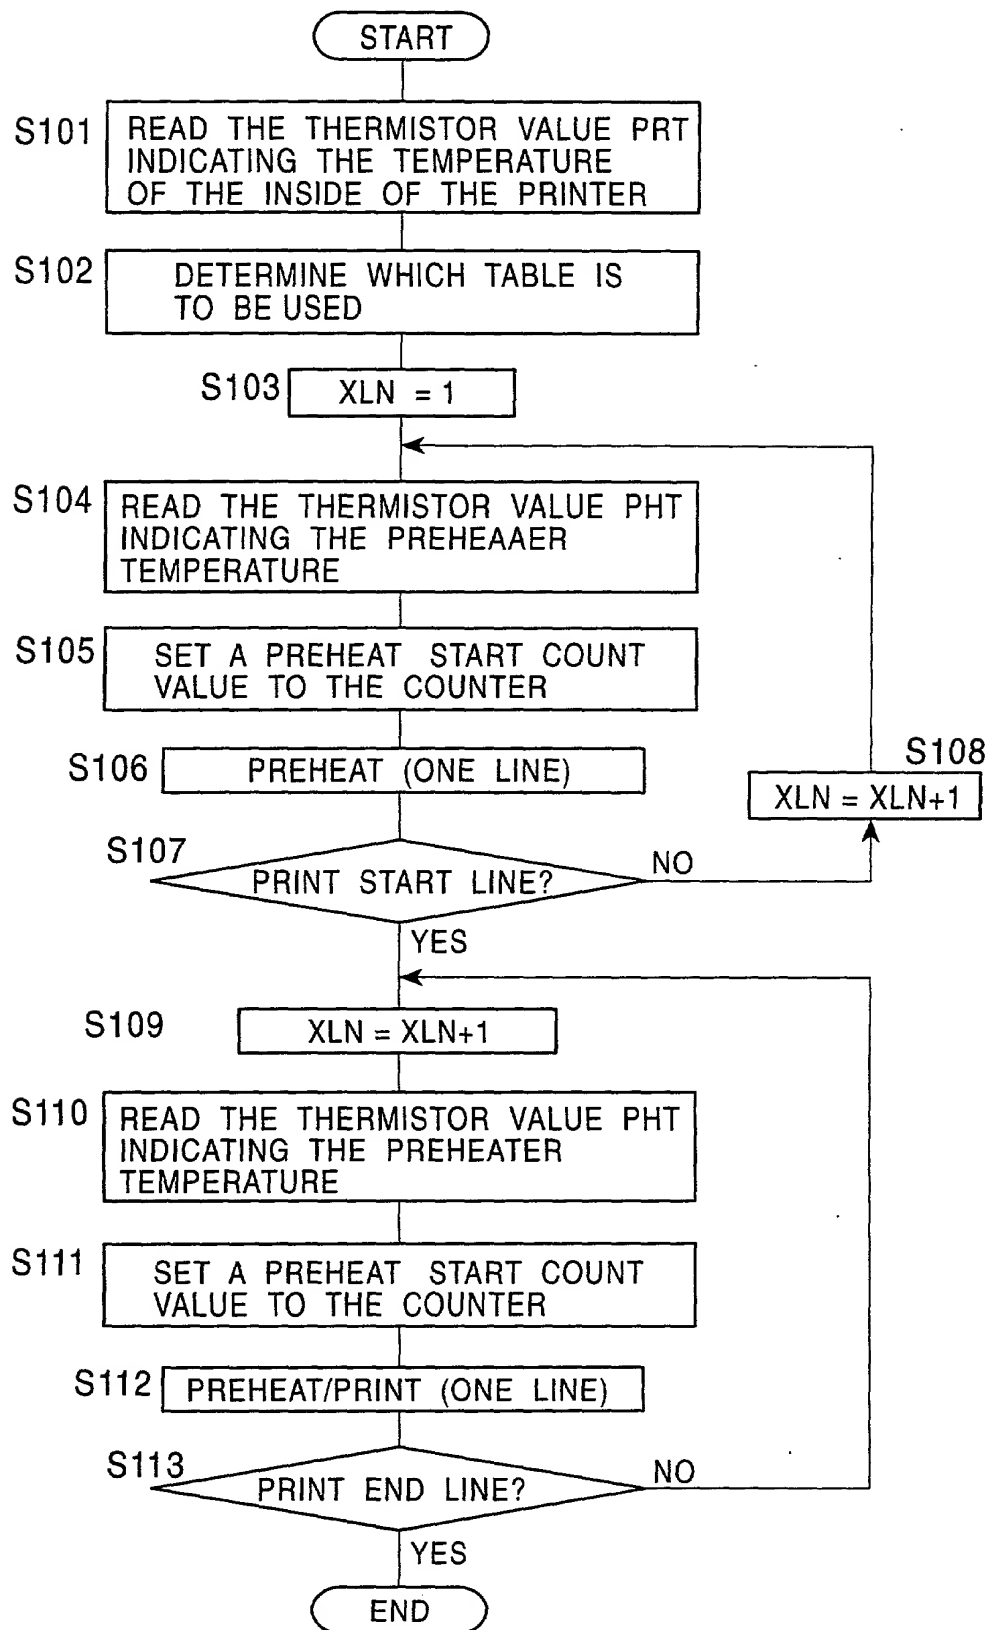 START
S101
READ THE THERMISTOR VALUE PRT
INDICATING THE TEMPERATURE
OF THE INSIDE OF THE PRINTER
S102
DETERMINE WHICH TABLE IS
TO BE USED
S103
XLN = 1
S104
READ THE THERMISTOR VALUE PHT
INDICATING THE PREHEAAER
TEMPERATURE
S105
SET A PREHEAT START COUNT
VALUE TO THE COUNTER
S106
PREHEAT (ONE LINE)
S108
XLN = XLN+1
S107
PRINT START LINE?
NO
YES
S109
XLN = XLN+1
S110
READ THE THERMISTOR VALUE PHT
INDICATING THE PREHEATER
TEMPERATURE
S111
SET A PREHEAT START COUNT
VALUE TO THE COUNTER
S112
PREHEAT/PRINT (ONE LINE)
S113
PRINT END LINE?
NO
YES
END